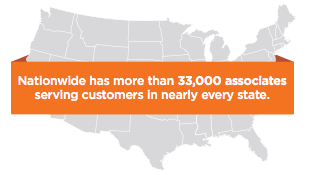 Nationwide has more than 33,000 associates
serving customers in nearly every state.